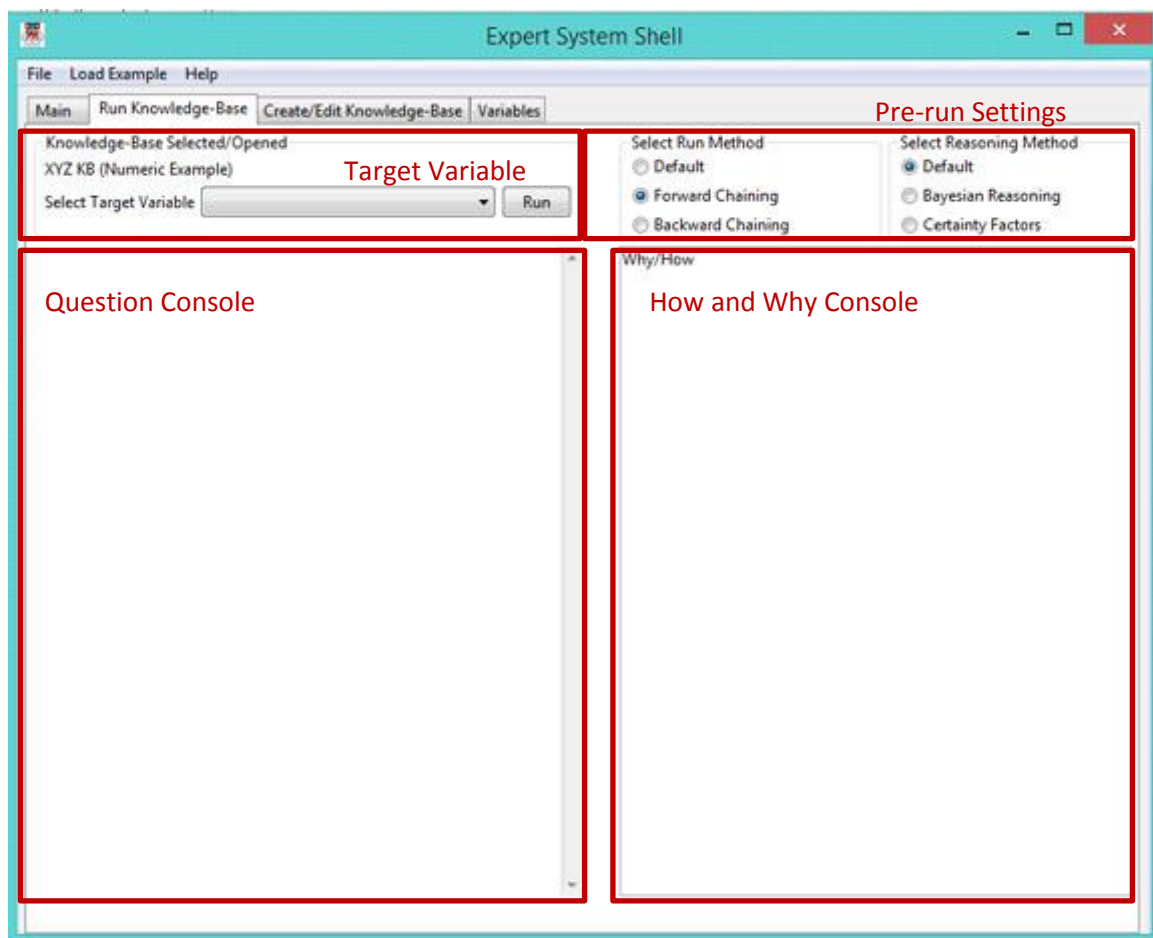 Expert System Shell
File Load Example Help
Main Run Knowledge-Base Create/Edit Knowledge-Base Variables
Pre-run Settings
Knowledge-Base Selected/Opened
XYZ KB (Numeric Example)
Target Variable
Select Target Variable Run
Select Run Method
Default
Forward Chaining
Backward Chaining
Select Reasoning Method
Default
Bayesian Reasoning
Certainty Factors
Question Console
Why/How
How and Why Console